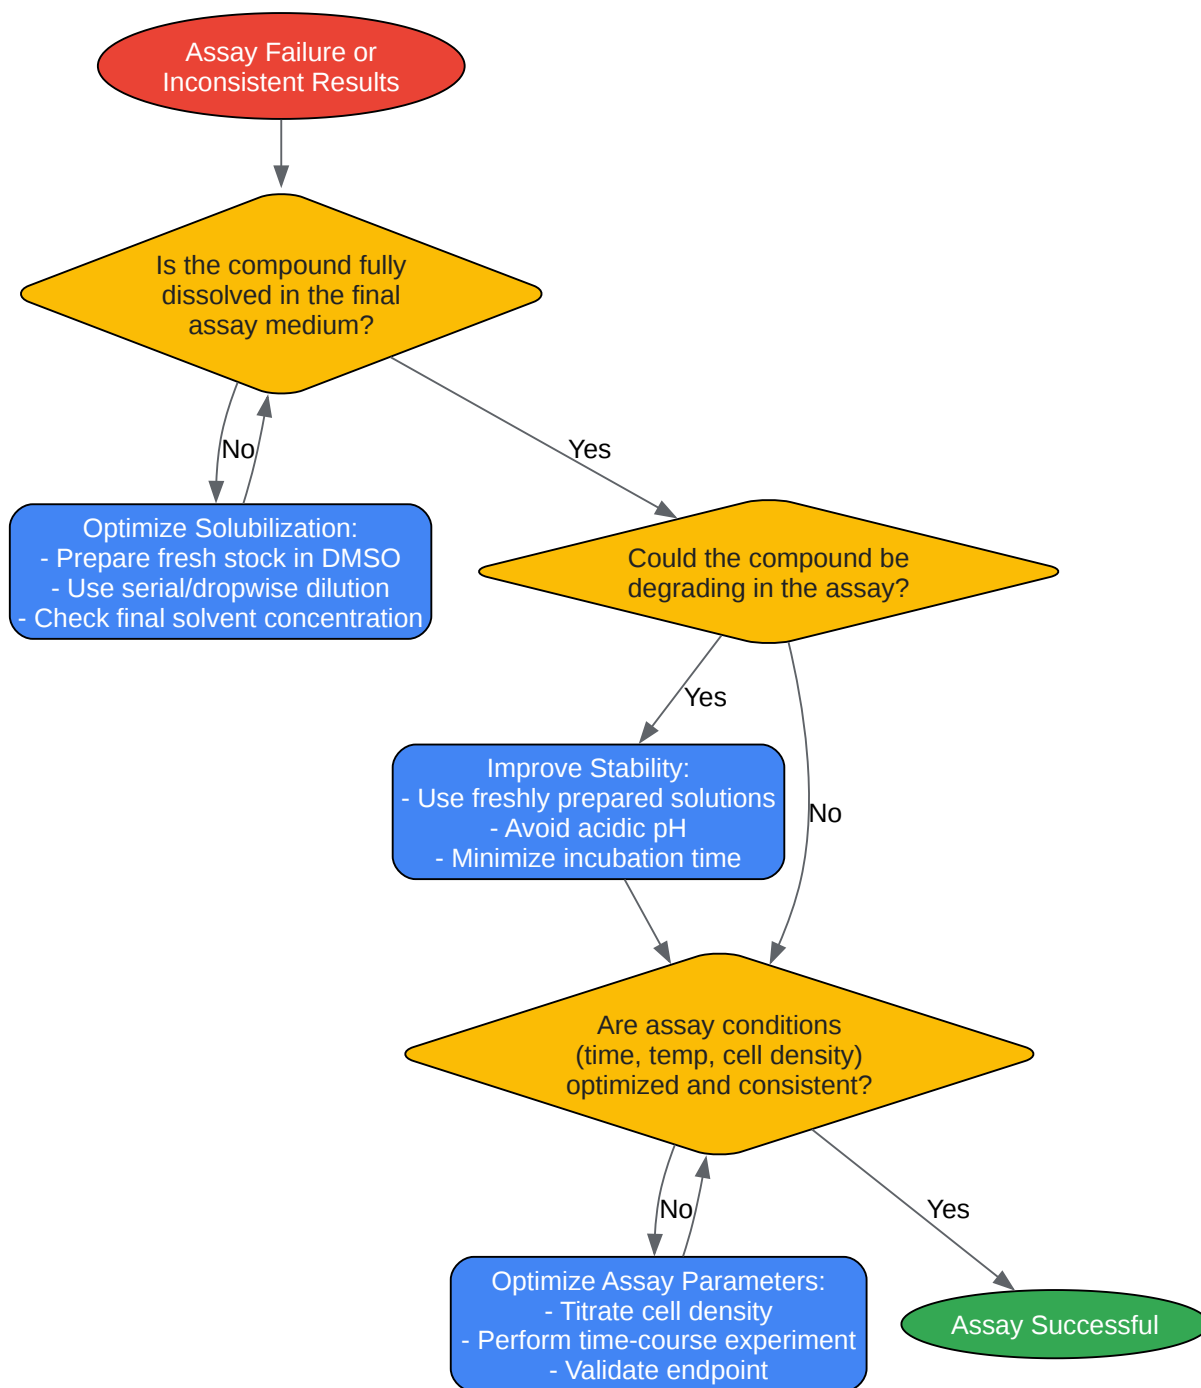 Assay Failure or
Inconsistent Results
Is the compound fully
dissolved in the final
assay medium?
No
Yes
Optimize Solubilization:
- Prepare fresh stock in DMSO
- Use serial/dropwise dilution
- Check final solvent concentration
Could the compound be
degrading in the assay?
Yes
Improve Stability:
- Use freshly prepared solutions
- Avoid acidic pH
- Minimize incubation time
No
Are assay conditions
(time, temp, cell density)
optimized and consistent?
No
Yes
Optimize Assay Parameters:
- Titrate cell density
- Perform time-course experiment
- Validate endpoint
Assay Successful